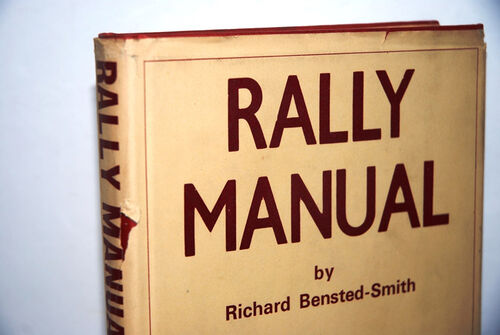 RALLY
MANUAL
by
Richard Bensted-Smith
RALLY MANUA